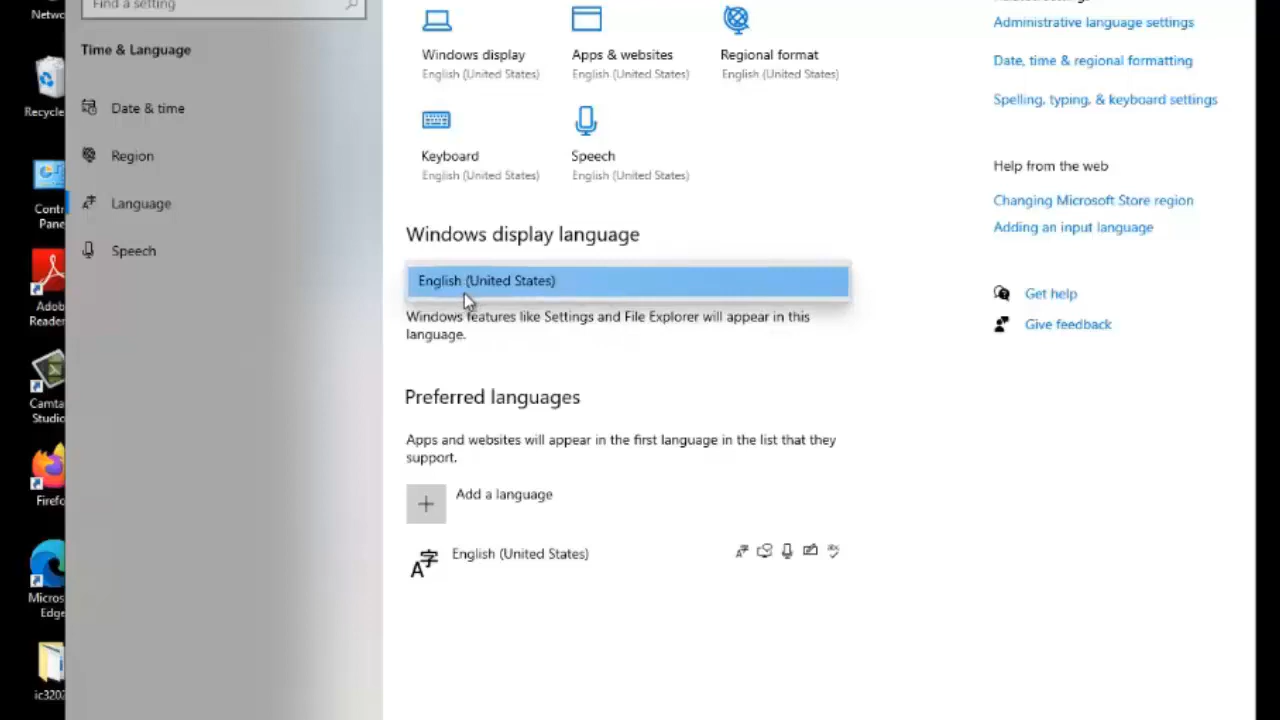 Netwo
Find a setting
Time & Language
Date & time
Region
Language
Speech
Recycle
Contr
Pane
Adob
Reader
Camta
Studio
Firefo
Micros
Edge
ic320
Windows display
English (United States)
Apps & websites
English (United States)
Regional format
English (United States)
Keyboard
English (United States)
Speech
English (United States)
Windows display language
English (United States)
Windows features like Settings and File Explorer will appear in this
language.
Preferred languages
Apps and websites will appear in the first language in the list that they
support.
Add a language
English (United States)
Administrative language settings
Date, time & regional formatting
Spelling, typing, & keyboard settings
Help from the web
Changing Microsoft Store region
Adding an input language
Get help
Give feedback